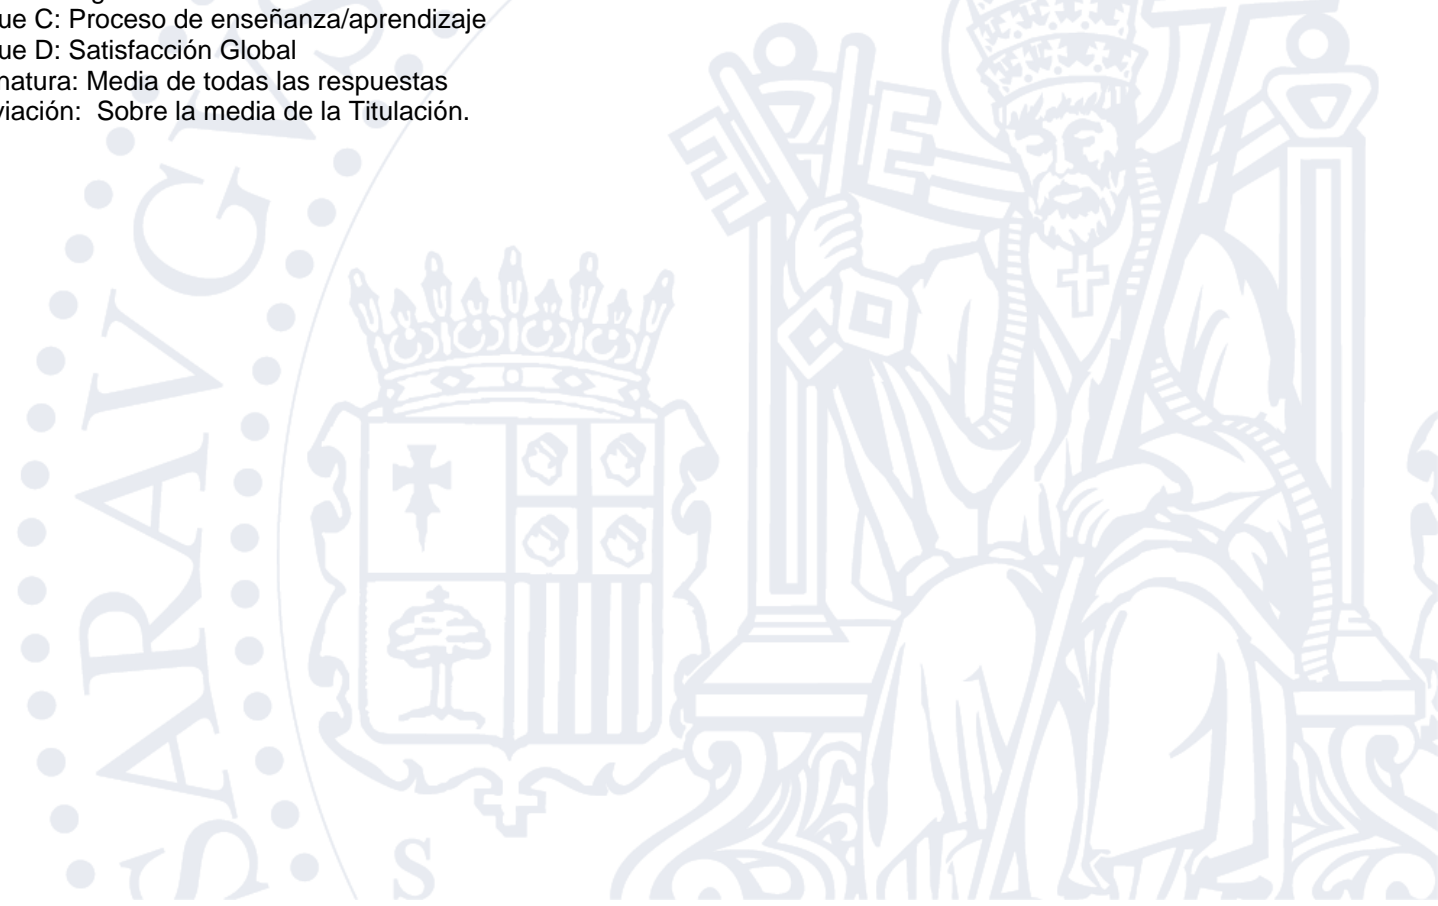 ue C: Proceso de enseñanza/aprendizaje
ue D: Satisfacción Global
natura: Media de todas las respuestas
viación:  Sobre la media de la Titulación.
SARAVGVS
S